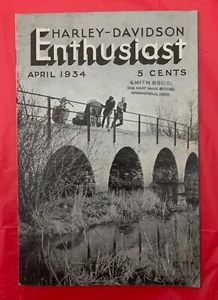 HARLEY-DAVIDSON
Enthusiast
APRIL 1934
5 CENTS
SMITH BROS.